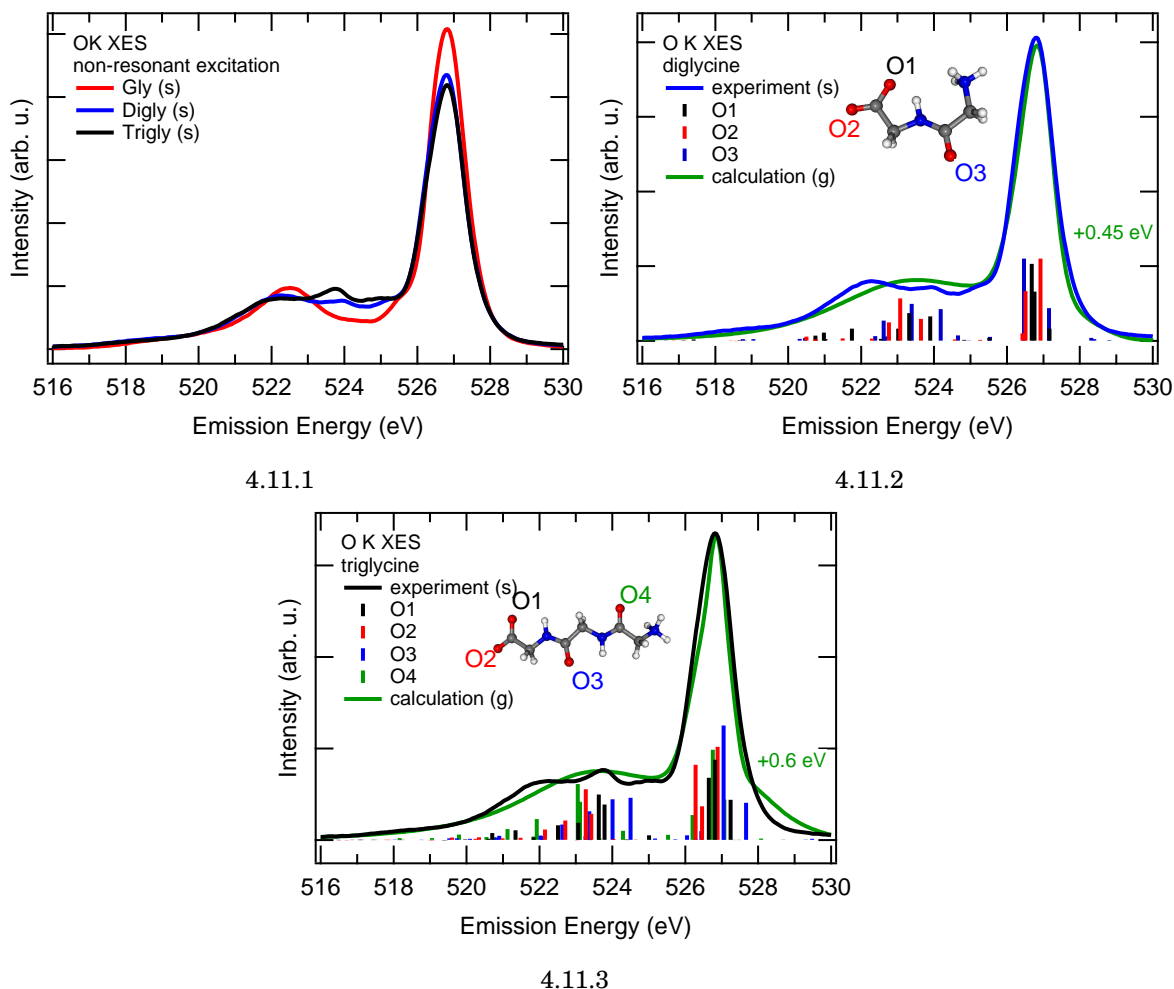 OK XES
non-resonant excitation
Gly (s)
Digly (s)
Trigly (s)
Intensity (arb. u.)
516 518 520 522 524 526 528 530
Emission Energy (eV)
4.11.1
O K XES
diglycine
experiment (s)
O1
O2
O3
calculation (g)
O1
O2
O3
+0.45 eV
Intensity (arb. u.)
516 518 520 522 524 526 528 530
Emission Energy (eV)
4.11.2
O K XES
triglycine
experiment (s)
O1
O2
O3
O4
calculation (g)
O1
O4
O2
O3
+0.6 eV
Intensity (arb. u.)
516 518 520 522 524 526 528 530
Emission Energy (eV)
4.11.3